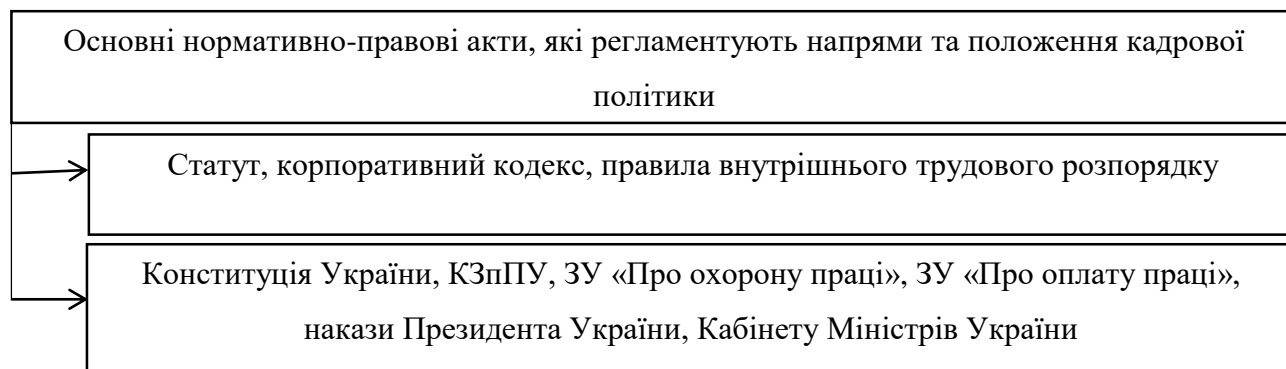 Основні нормативно-правові акти, які регламентують напрями та положення кадрової
політики
Статут, корпоративний кодекс, правила внутрішнього трудового розпорядку
Конституція України, КЗпПУ, ЗУ «Про охорону праці», ЗУ «Про оплату праці»,
накази Президента України, Кабінету Міністрів України